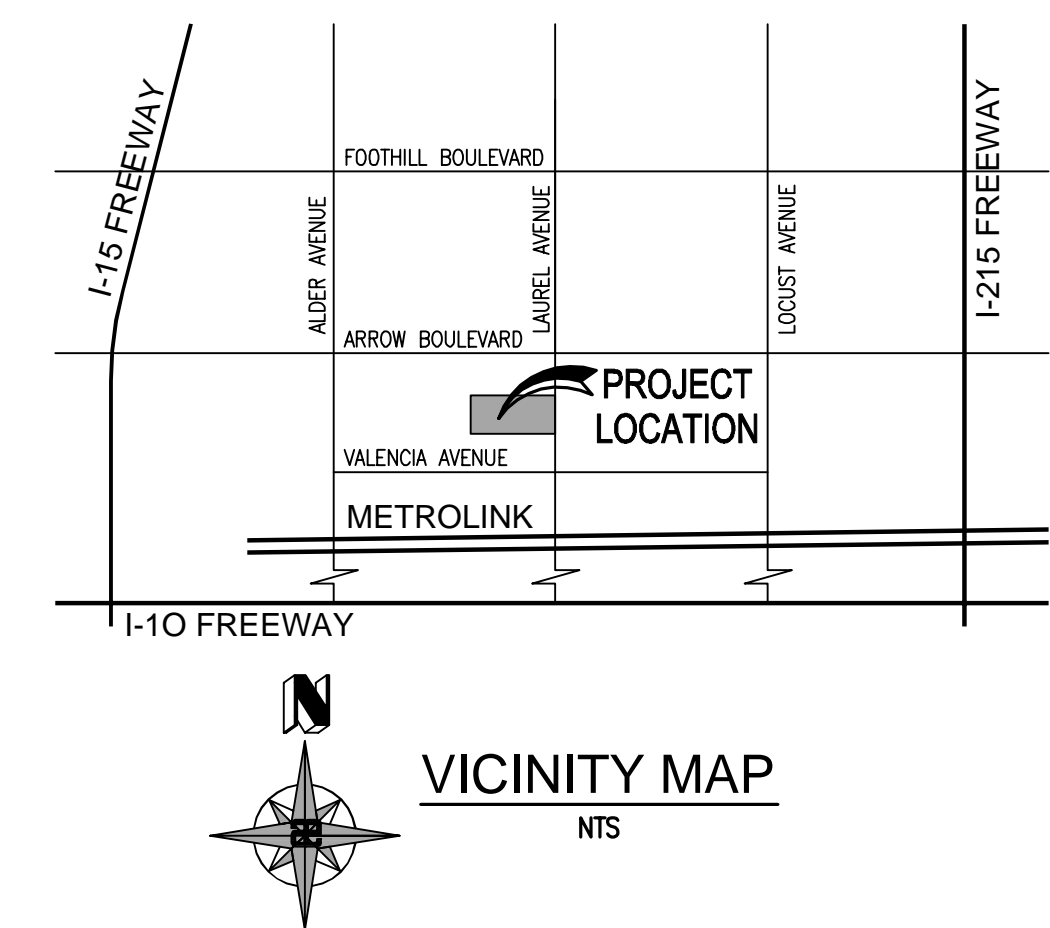 I-15 FREEWAY
FOOTHILL BOULEVARD
I-215 FREEWAY
ALDER AVENUE
LAUREL AVENUE
LOCUST AVENUE
ARROW BOULEVARD
PROJECT
LOCATION
VALENCIA AVENUE
METROLINK
I-1O FREEWAY
N
VICINITY MAP
NTS